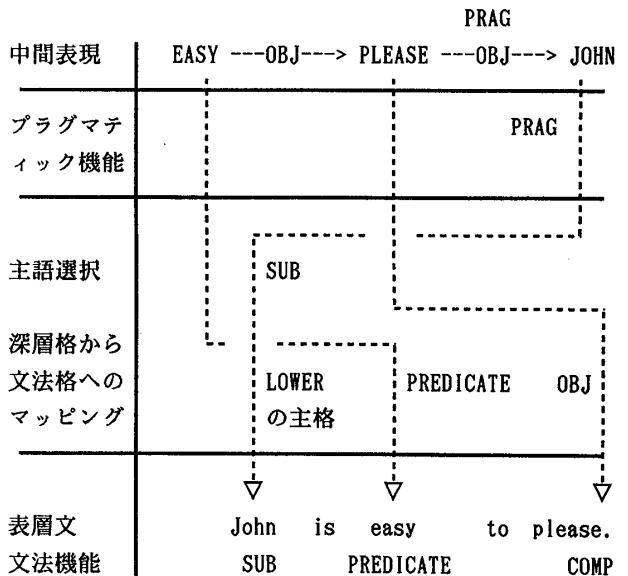 PRAG
中間表現 EASY ---OBJ---> PLEASE ---OBJ---> JOHN
プラグマテ PRAG
ィック機能
主語選択 SUB
深層格から
文法格への LOWER PREDICATE OBJ
マッピング の主格
表層文 John is easy to please.
文法機能 SUB PREDICATE COMP